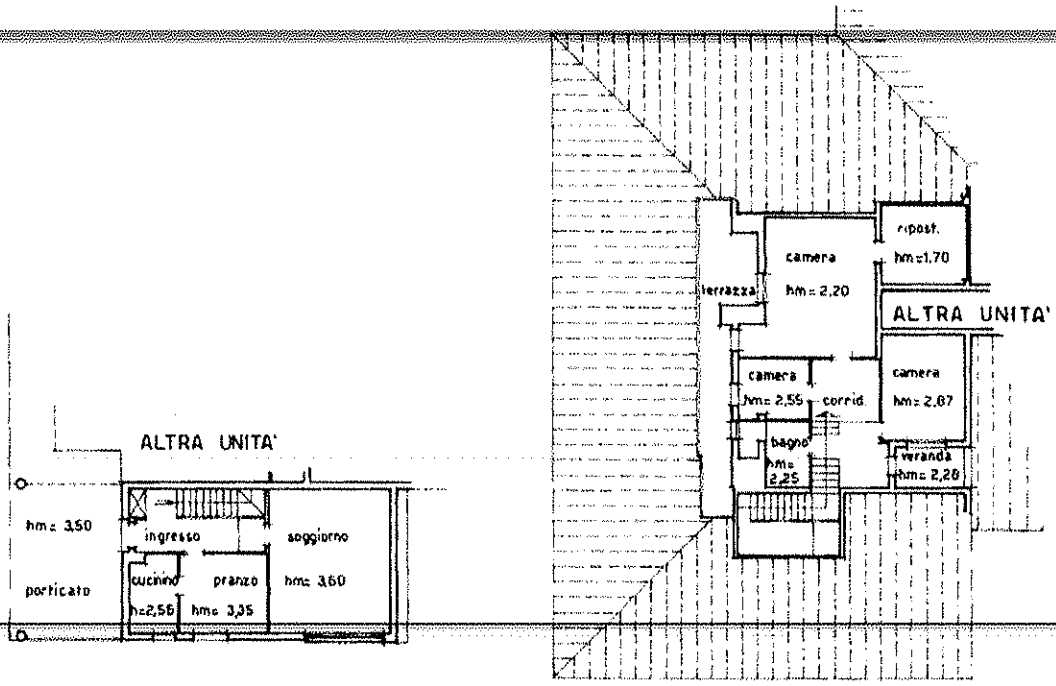 ALTRA UNITA'
hm= 3,50
porticato
ingresso
soggiorno
hm= 3,60
cucinino
h=2,56
pranzo
hm= 3,35
ripost.
hm=1,70
camera
hm= 2,20
terrazza
ALTRA UNITA'
camera
hm= 2,55
corrid.
camera
hm= 2,87
bagno
hm=
2,25
veranda
hm= 2,28